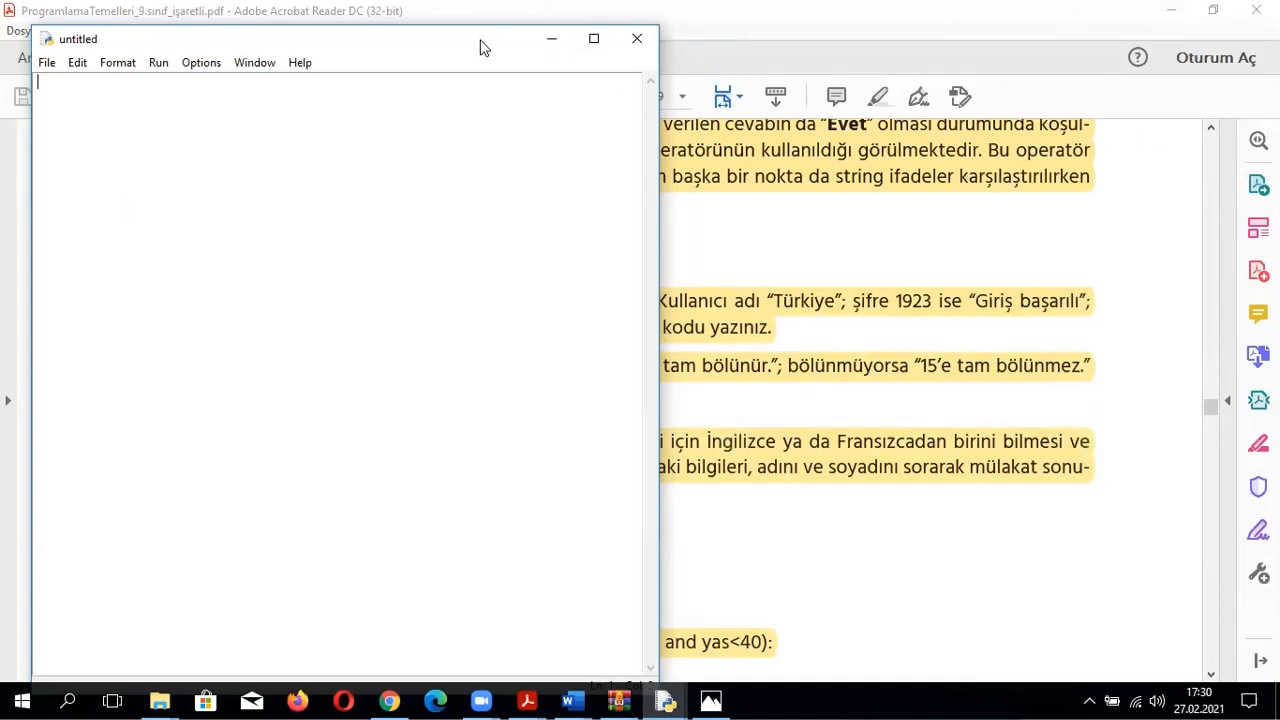 ProgramlamaTemelleri_9.sınıf_işaretli.pdf - Adobe Acrobat Reader DC (32-bit)
Dosy
untitled
File Edit Format Run Options Window Help
Oturum Aç
verilen cevabın da “Evet” olması durumunda koşul-
eratörünün kullanıldığı görülmektedir. Bu operatör
n başka bir nokta da string ifadeler karşılaştırılırken
Kullanıcı adı “Türkiye”; şifre 1923 ise “Giriş başarılı”;
kodu yazınız.
tam bölünür.”; bölünmüyorsa “15’e tam bölünmez.”
i için İngilizce ya da Fransızcadan birini bilmesi ve
aki bilgileri, adını ve soyadını sorarak mülakat sonu-
and yas<40):
17:30
27.02.2021